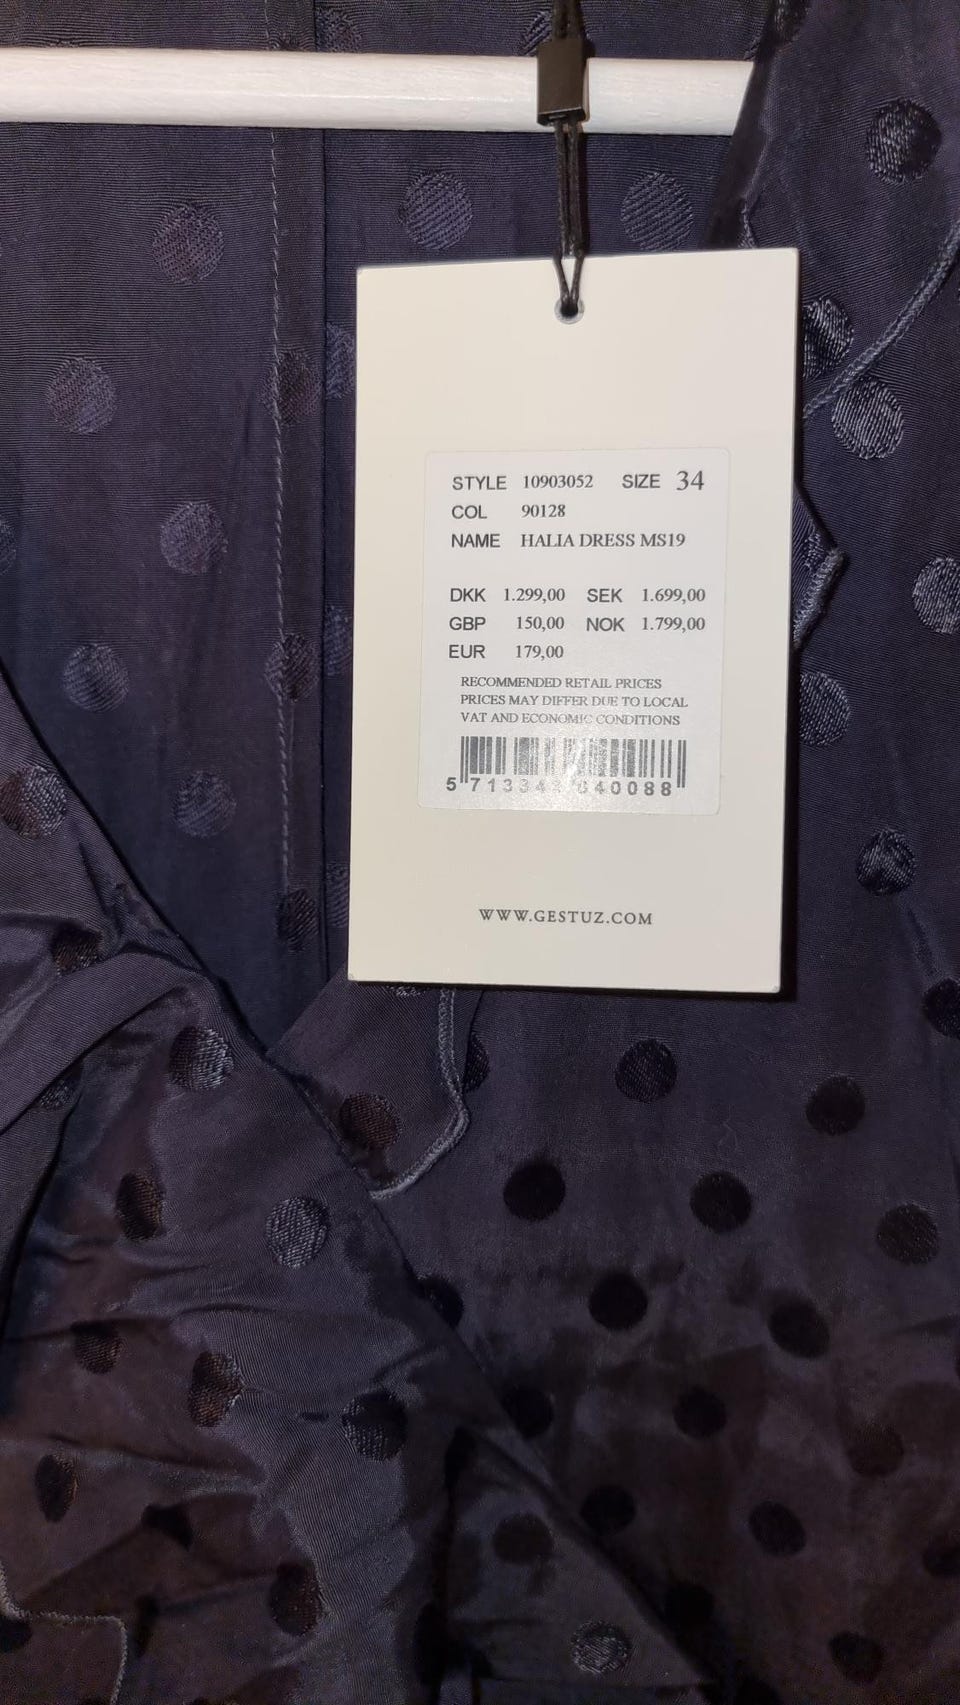 STYLE 10903052 SIZE 34
COL 90128
NAME HALIA DRESS MS19
DKK 1.299,00 SEK 1.699,00
GBP 150,00 NOK 1.799,00
EUR 179,00
RECOMMENDED RETAIL PRICES
PRICES MAY DIFFER DUE TO LOCAL
VAT AND ECONOMIC CONDITIONS
WWW.GESTUZ.COM